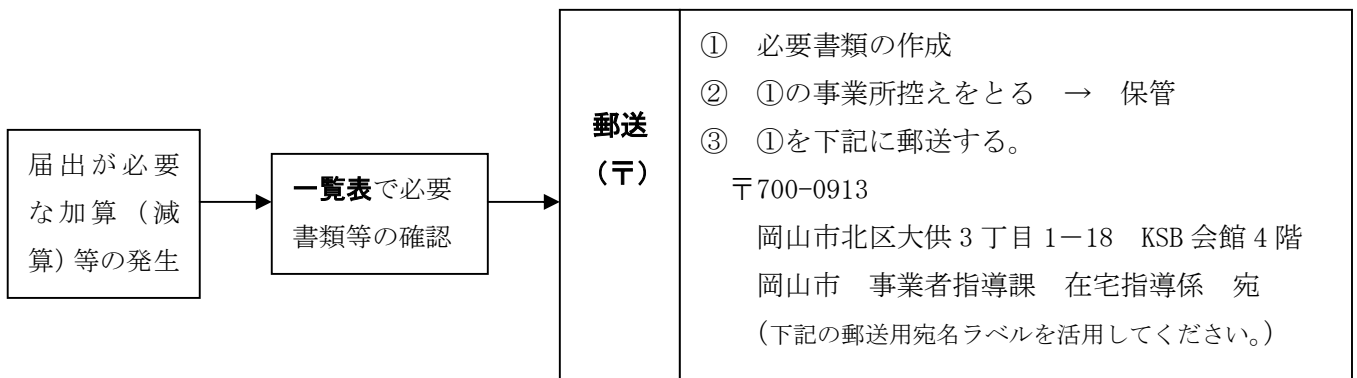 届出が必要
な加算（減
算）等の発生
一覧表で必要
書類等の確認
郵送
（〒）
①　必要書類の作成
②　①の事業所控えをとる　→　保管
③　①を下記に郵送する。
〒700-0913
岡山市北区大供3丁目1－18　KSB会館4階
岡山市　事業者指導課　在宅指導係　宛
（下記の郵送用宛名ラベルを活用してください。）